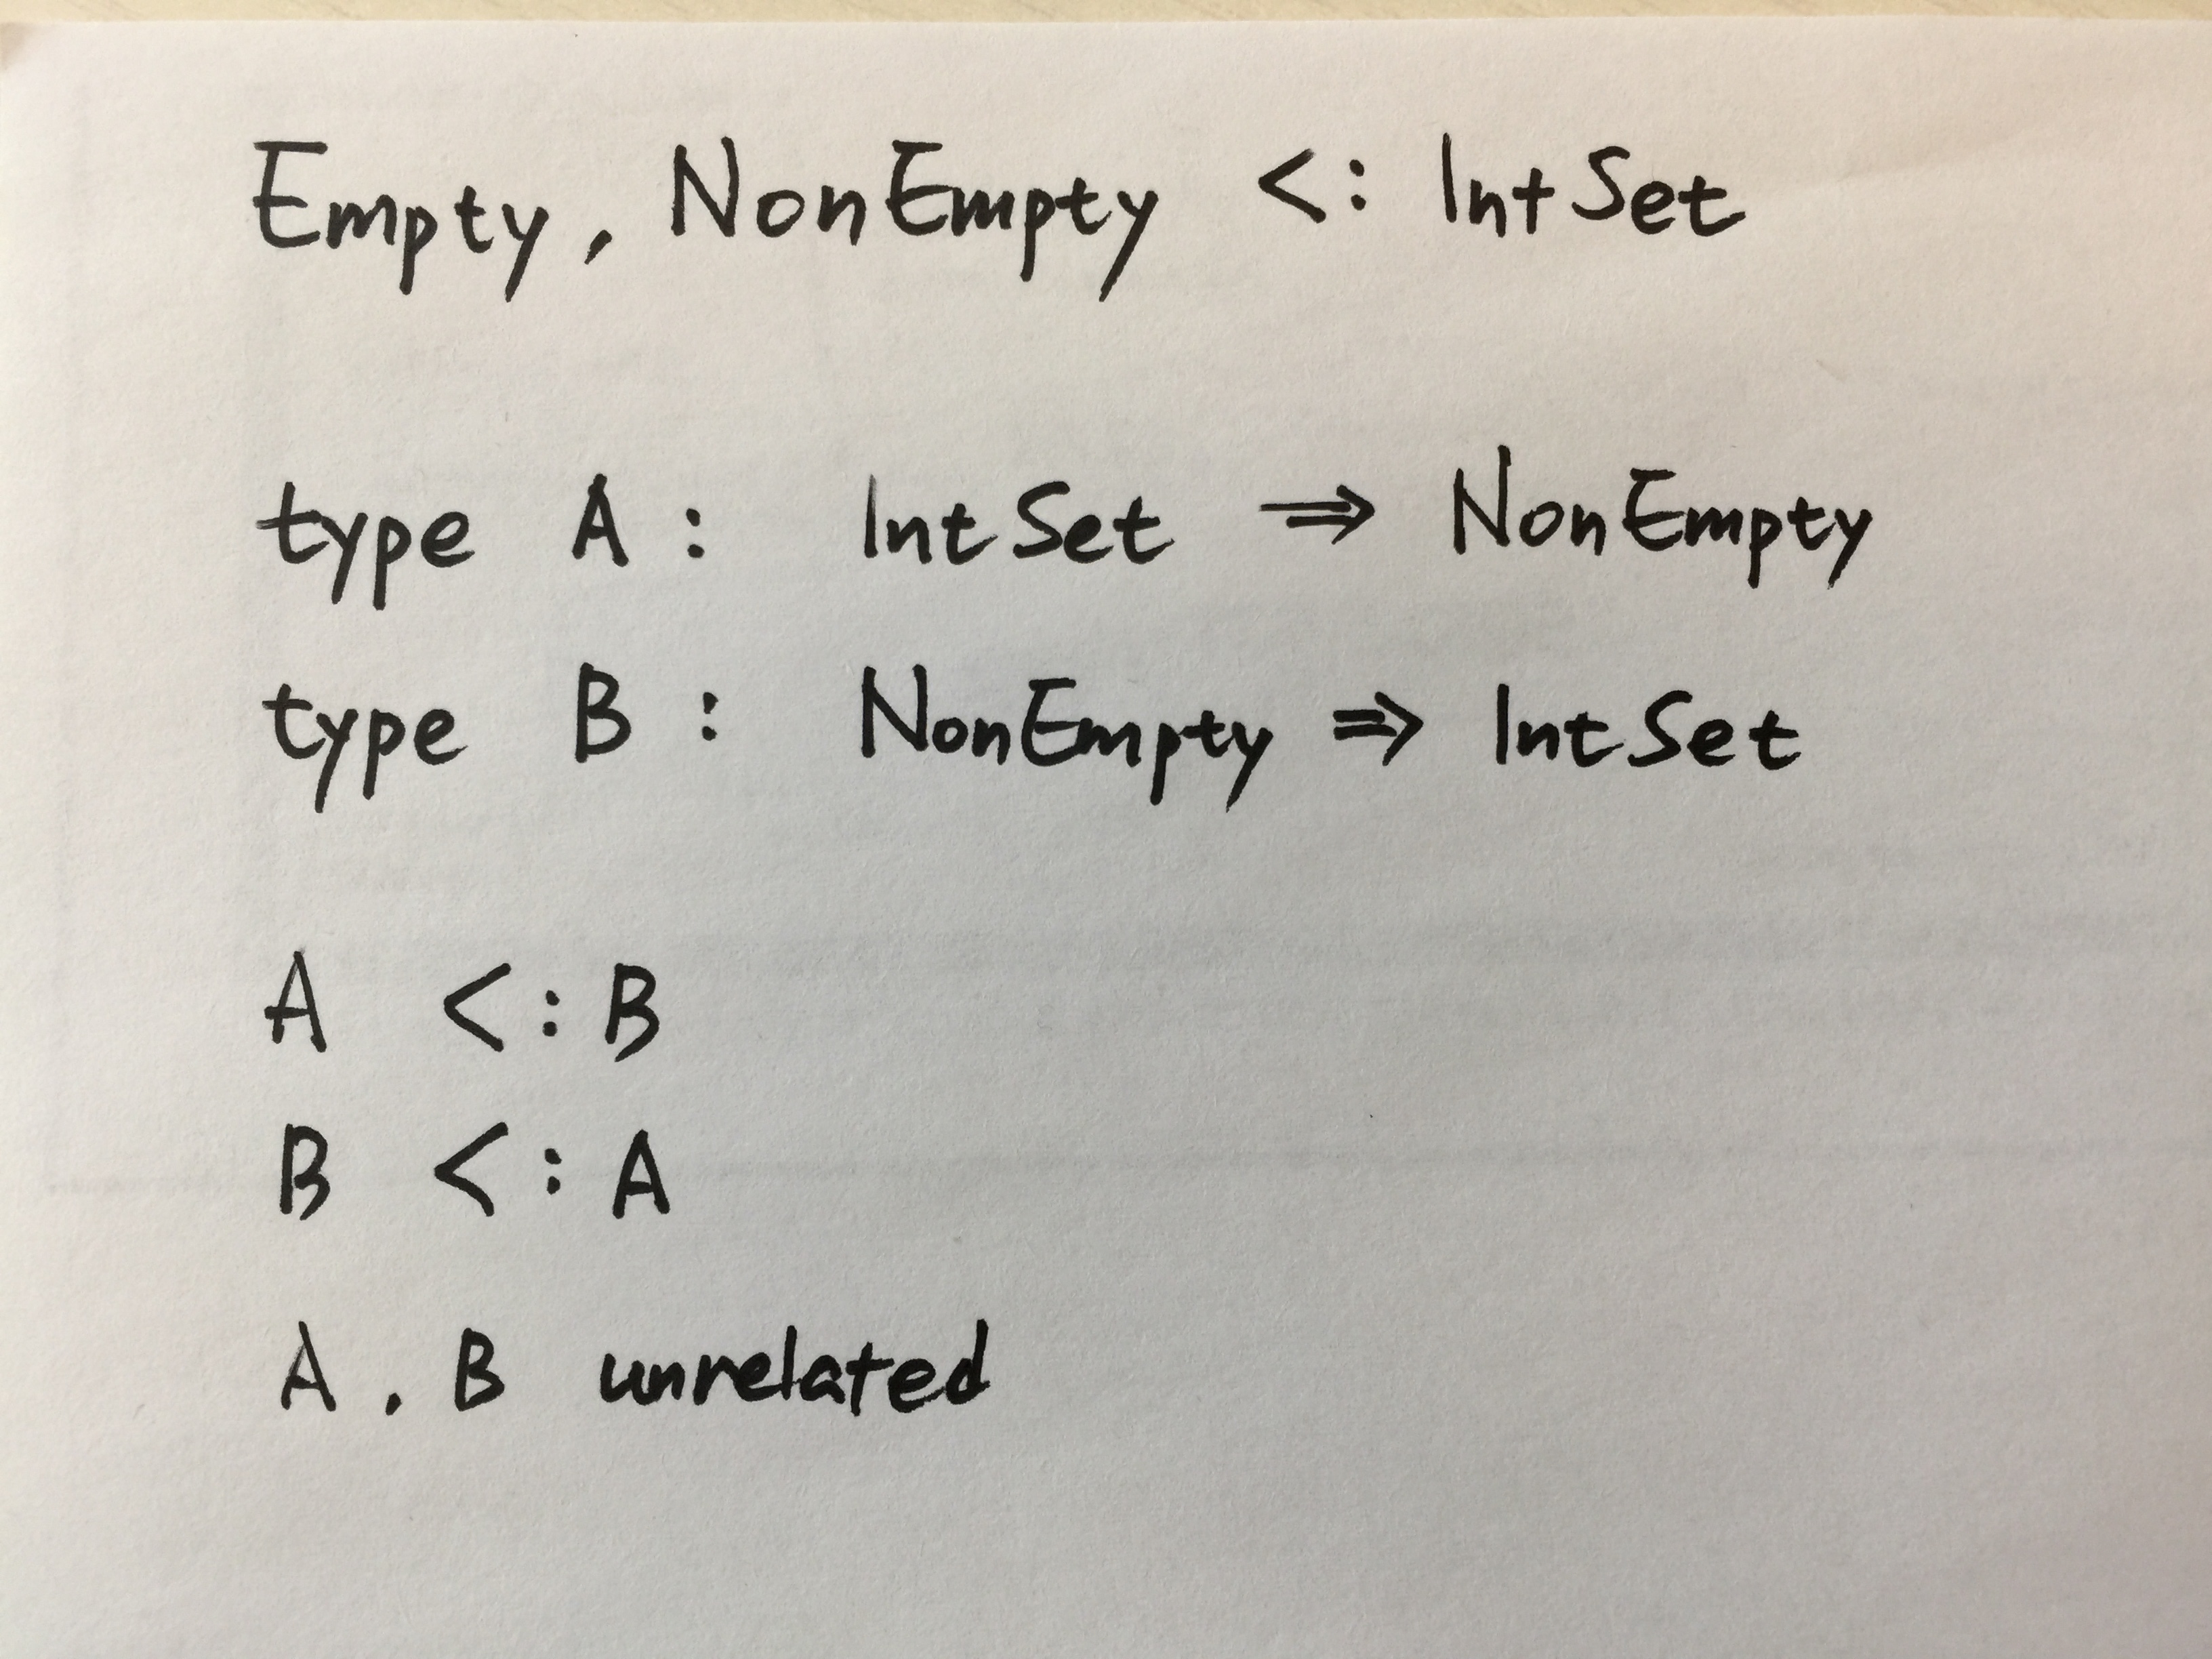 Empty, NonEmpty <: IntSet
type A: IntSet ⇒ NonEmpty
type B: NonEmpty ⇒ IntSet
A <: B
B <: A
A, B unrelated